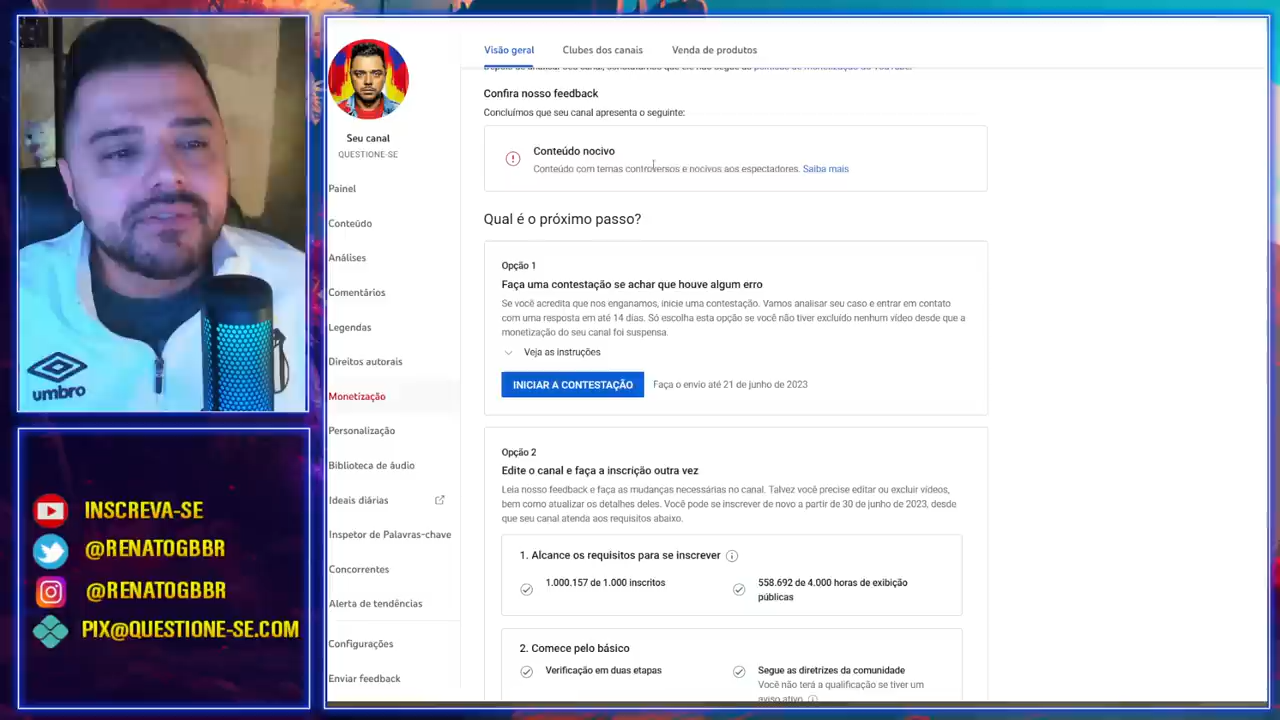 Visão geral
Clubes dos canais
Venda de produtos
Confira nosso feedback
Concluímos que seu canal apresenta o seguinte:
Conteúdo nocivo
Conteúdo com temas controversos e nocivos aos espectadores. Saiba mais
Qual é o próximo passo?
Opção 1
Faça uma contestação se achar que houve algum erro
Se você acredita que nos enganamos, inicie uma contestação. Vamos analisar seu caso e entrar em contato
com uma resposta em até 14 dias. Só escolha esta opção se você não tiver excluído nenhum vídeo desde que a
monetização do seu canal foi suspensa.
Veja as instruções
INICIAR A CONTESTAÇÃO
Faça o envio até 21 de junho de 2023
Opção 2
Edite o canal e faça a inscrição outra vez
Leia nosso feedback e faça as mudanças necessárias no canal. Talvez você precise editar ou excluir vídeos,
bem como atualizar os detalhes deles. Você pode se inscrever de novo a partir de 30 de junho de 2023, desde
que seu canal atenda aos requisitos abaixo.
1. Alcance os requisitos para se inscrever
1.000.157 de 1.000 inscritos
558.692 de 4.000 horas de exibição
públicas
2. Comece pelo básico
Verificação em duas etapas
Segue as diretrizes da comunidade
Você não terá a qualificação se tiver um
aviso ativo.
Seu canal
QUESTIONE-SE
Painel
Conteúdo
Análises
Comentários
Legendas
Direitos autorais
Monetização
Personalização
Biblioteca de áudio
Ideais diárias
Inspetor de Palavras-chave
Concorrentes
Alerta de tendências
Configurações
Enviar feedback
umbro
INSCREVA-SE
@RENATOGBBR
@RENATOGBBR
PIX@QUESTIONE-SE.COM